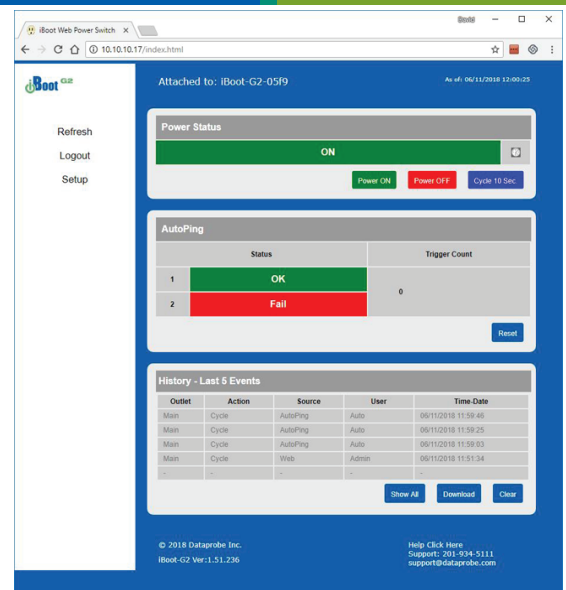 David
iBoot Web Power Switch
10.10.10.17/index.html
iBoot G2
Attached to: iBoot-G2-05f9
As of: 06/11/2018 12:00:25
Refresh
Logout
Setup
Power Status
ON
Power ON Power OFF Cycle 10 Sec
AutoPing
Status Trigger Count
1 OK
0
2 Fail
Reset
History - Last 5 Events
Outlet Action Source User Time-Date
Main Cycle AutoPing Auto 06/11/2018 11:59:46
Main Cycle AutoPing Auto 06/11/2018 11:59:25
Main Cycle AutoPing Auto 06/11/2018 11:59:03
Main Cycle Web Admin 06/11/2018 11:51:34
- - - - -
Show All Download Clear
© 2018 Dataprobe Inc.
iBoot-G2 Ver:1.51.236
Help Click Here
Support: 201-934-5111
support@dataprobe.com